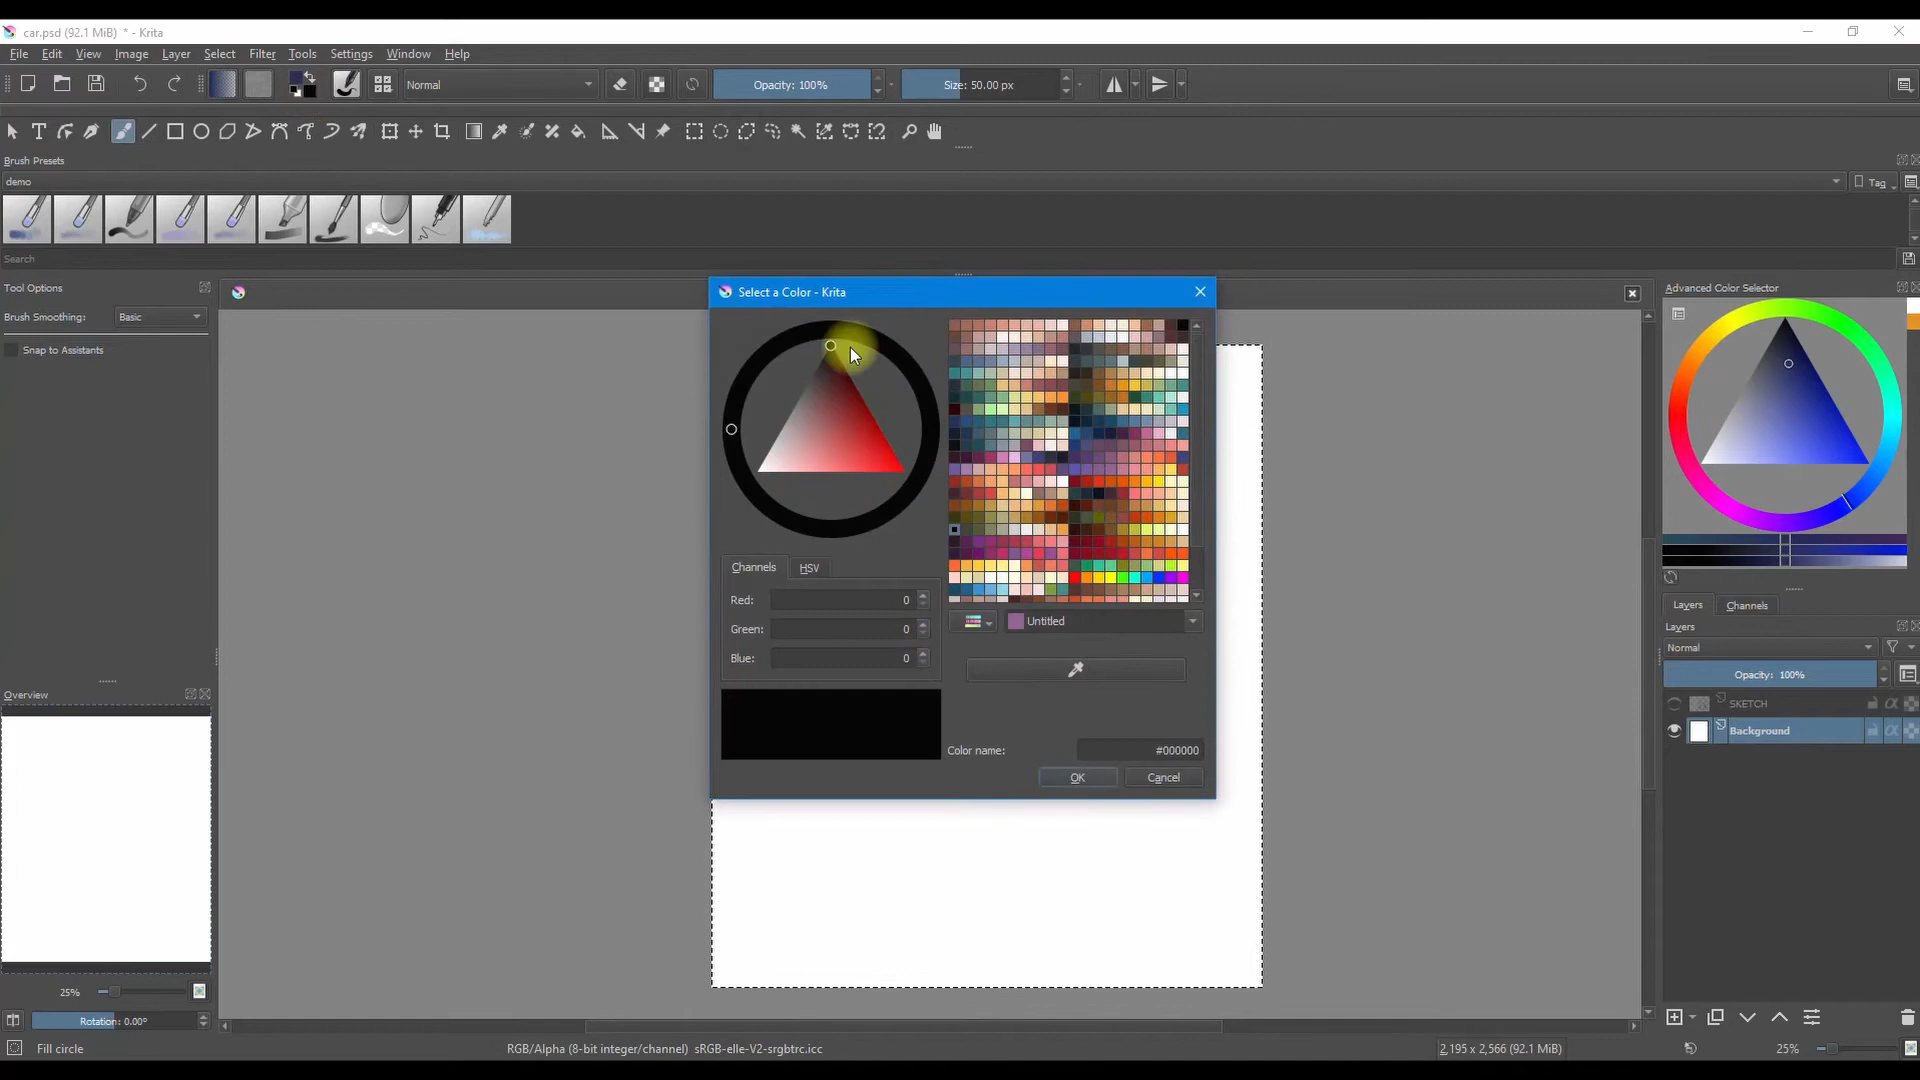 car.psd (92.1 MiB) * - Krita
File Edit View Image Layer Select Filter Tools Settings Window Help
Normal
Opacity: 100%
Size: 50.00 px
Brush Presets
demo
Tag
Search
Tool Options
Brush Smoothing: Basic
Snap to Assistants
Select a Color - Krita
Channels HSV
Red: 0
Green: 0
Blue: 0
Untitled
Color name: #000000
OK Cancel
Advanced Color Selector
Layers Channels
Layers
Normal
Opacity: 100%
SKETCH
Background
Overview
25%
Rotation: 0.00°
Fill circle
RGB/Alpha (8-bit integer/channel) sRGB-elle-V2-srgbtrc.icc
2,195 x 2,566 (92.1 MiB)
25%